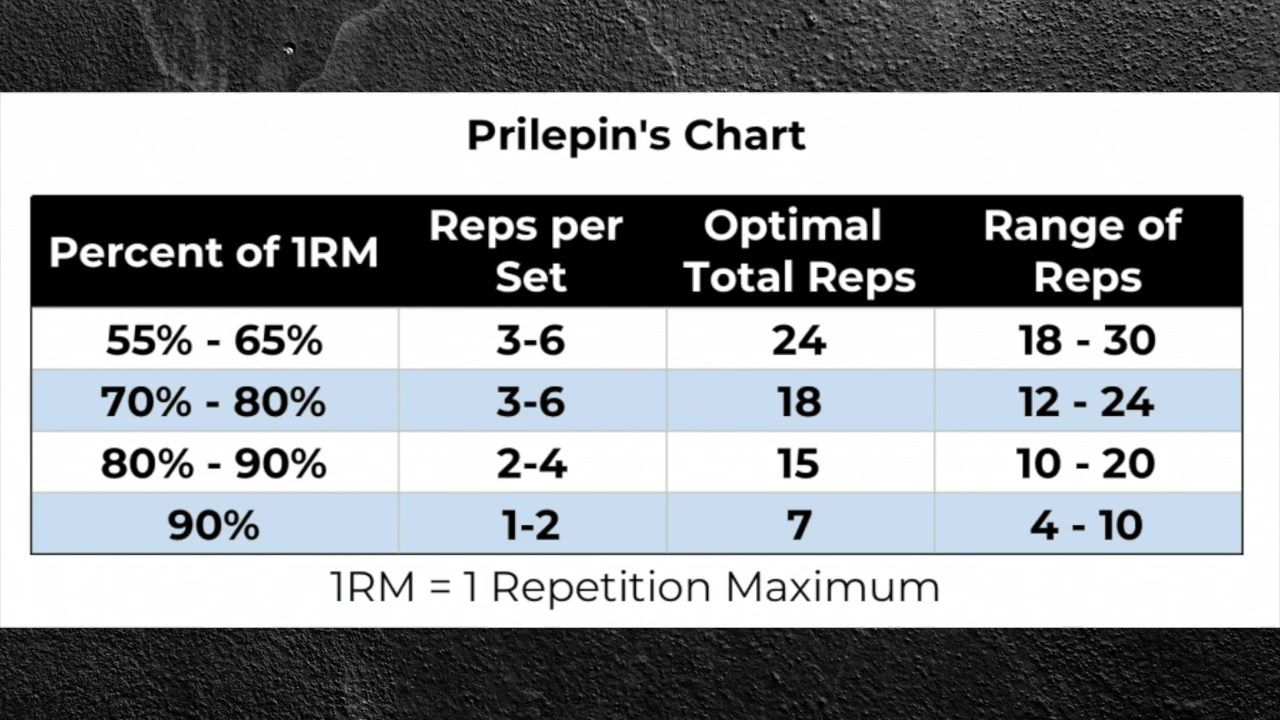 Prilepin's Chart
Percent of 1RM
Reps per
Set
Optimal
Total Reps
Range of
Reps
55% - 65% 3-6 24 18 - 30
70% - 80% 3-6 18 12 - 24
80% - 90% 2-4 15 10 - 20
90% 1-2 7 4 - 10
1RM = 1 Repetition Maximum